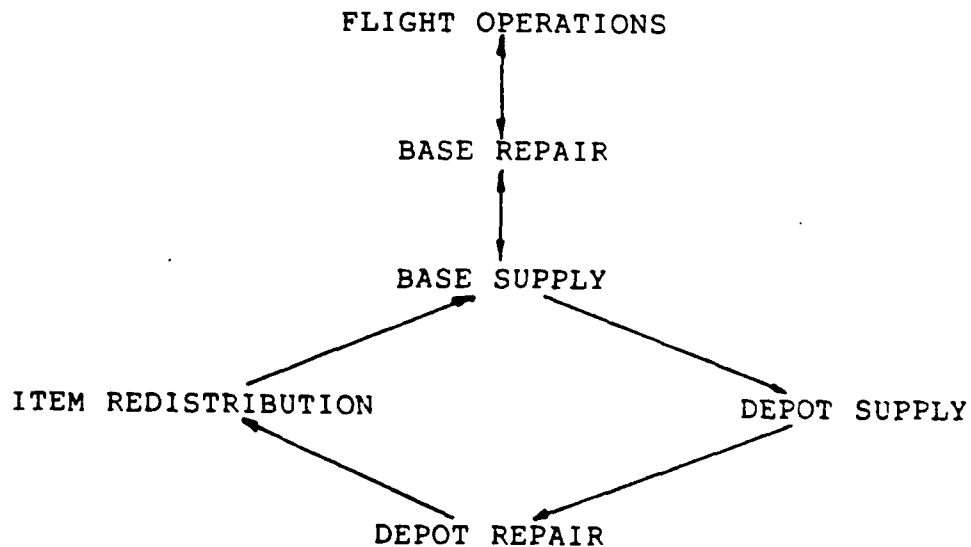 FLIGHT OPERATIONS
BASE REPAIR
BASE SUPPLY
ITEM REDISTRIBUTION
DEPOT SUPPLY
DEPOT REPAIR